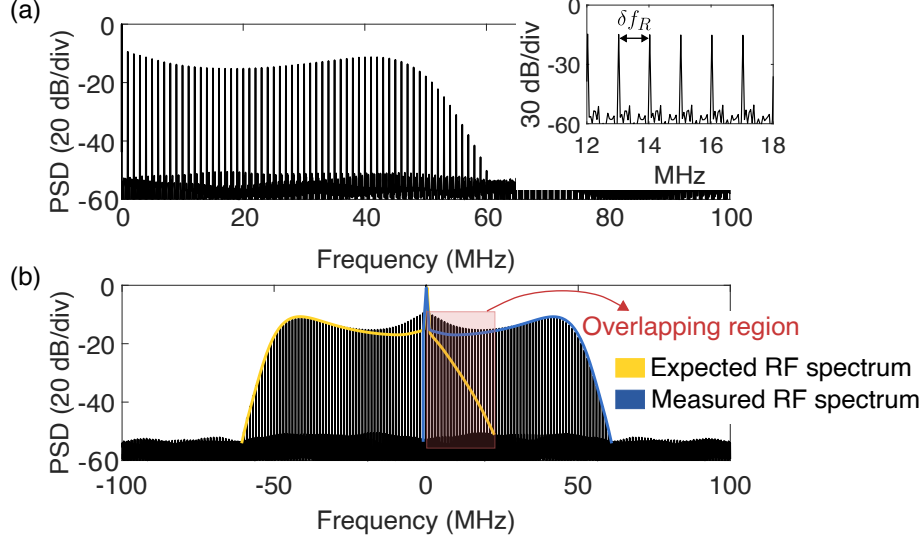 (a)
PSD (20 dB/div)
0
-20
-40
-60
0
20
40
60
80
100
Frequency (MHz)
30 dB/div
0
-30
-60
δf_R
12
14
16
18
MHz
(b)
PSD (20 dB/div)
0
-20
-40
-60
-100
-50
0
50
100
Frequency (MHz)
Overlapping region
Expected RF spectrum
Measured RF spectrum